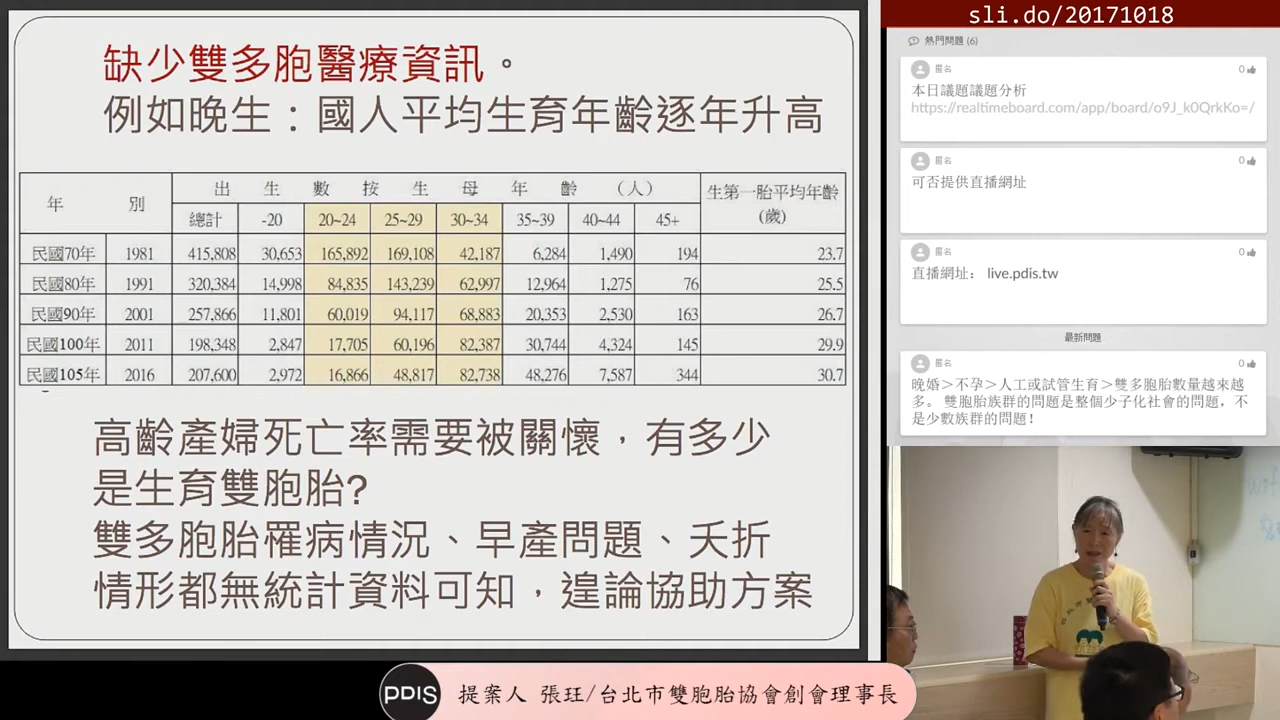 缺少雙多胞醫療資訊。
例如晚生：國人平均生育年齡逐年升高
年 別 出 生 數 按 生 母 年 齡 （人） 生第一胎平均年齡(歲)
總計 -20 20~24 25~29 30~34 35~39 40~44 45+
民國70年 1981 415,808 30,653 165,892 169,108 42,187 6,284 1,490 194 23.7
民國80年 1991 320,384 14,998 84,835 143,239 62,997 12,964 1,275 76 25.5
民國90年 2001 257,866 11,801 60,019 94,117 68,883 20,353 2,530 163 26.7
民國100年 2011 198,348 2,847 17,705 60,196 82,387 30,744 4,324 145 29.9
民國105年 2016 207,600 2,972 16,866 48,817 82,738 48,276 7,587 344 30.7
高齡產婦死亡率需要被關懷，有多少
是生育雙胞胎?
雙多胞胎罹病情況、早產問題、夭折
情形都無統計資料可知，遑論協助方案
sli.do/20171018
熱門問題 (6)
匿名 0
本日議題議題分析
https://realtimeboard.com/app/board/o9J_k0QrkKo=/
匿名 0
可否提供直播網址
匿名 0
直播網址： live.pdis.tw
最新問題
匿名 0
晚婚＞不孕＞人工或試管生育＞雙多胞胎數量越來越
多。 雙胞胎族群的問題是整個少子化社會的問題，不
是少數族群的問題！
PDIS 提案人 張玨/台北市雙胞胎協會創會理事長